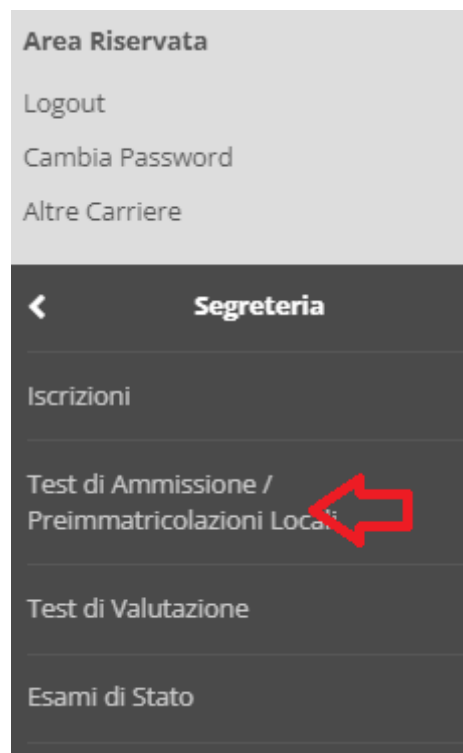 Area Riservata
Logout
Cambia Password
Altre Carriere
Segreteria
Iscrizioni
Test di Ammissione /
Preimmatricolazioni Locali
Test di Valutazione
Esami di Stato